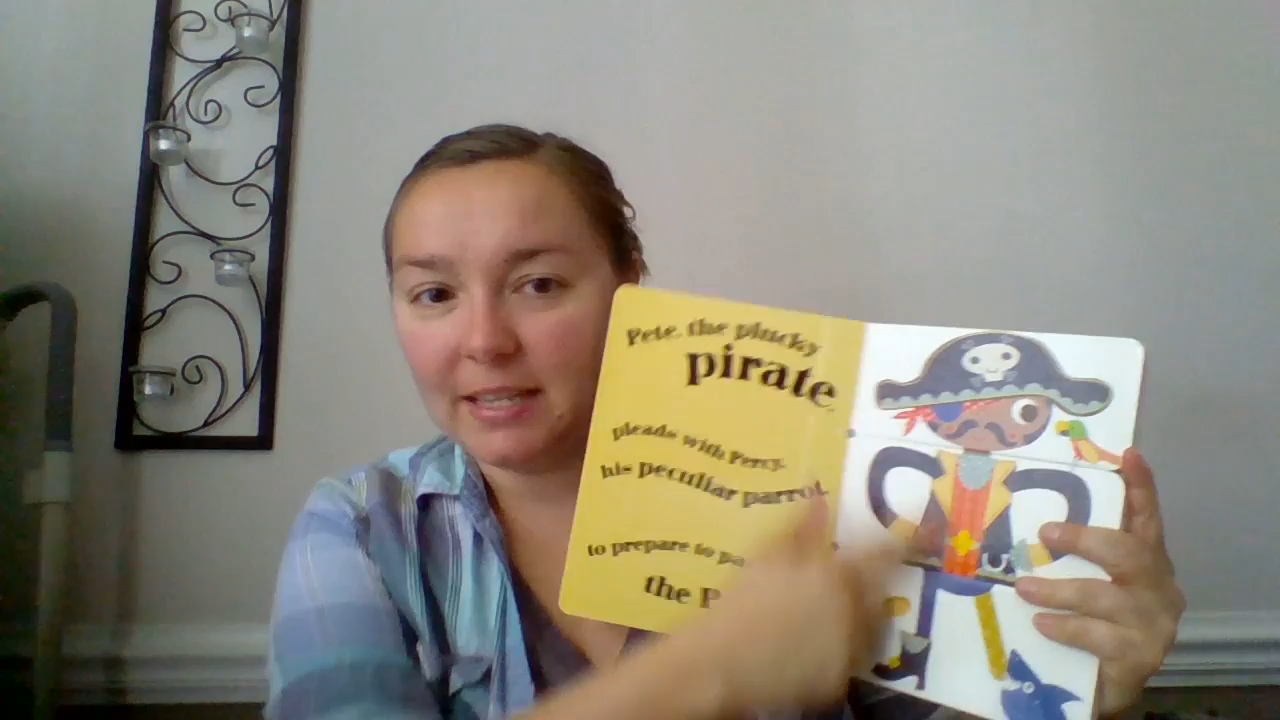 Pete, the plucky
pirate,
pleads with Percy,
his peculiar parrot,
to prepare to
the